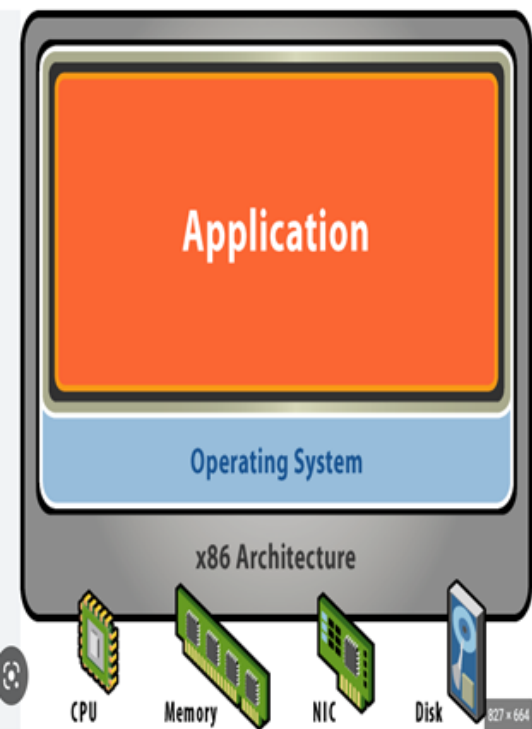 Application
Operating System
x86 Architecture
CPU
Memory
NIC
Disk
827 × 664